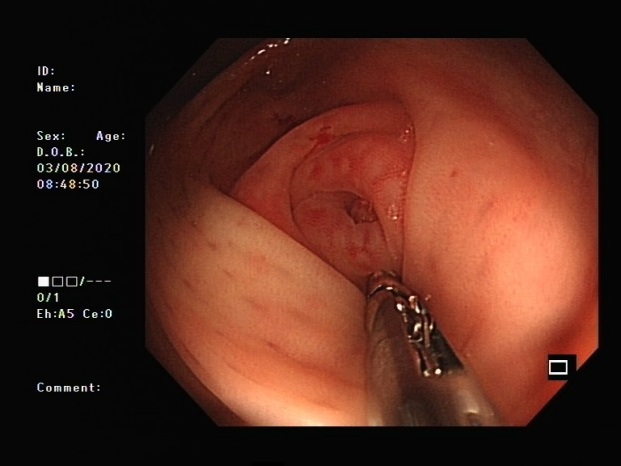 ID:
Name:
Sex: Age:
D.O.B.:
03/08/2020
08:48:50
■□□/---
0/1
Eh:A5 Ce:0
Comment: